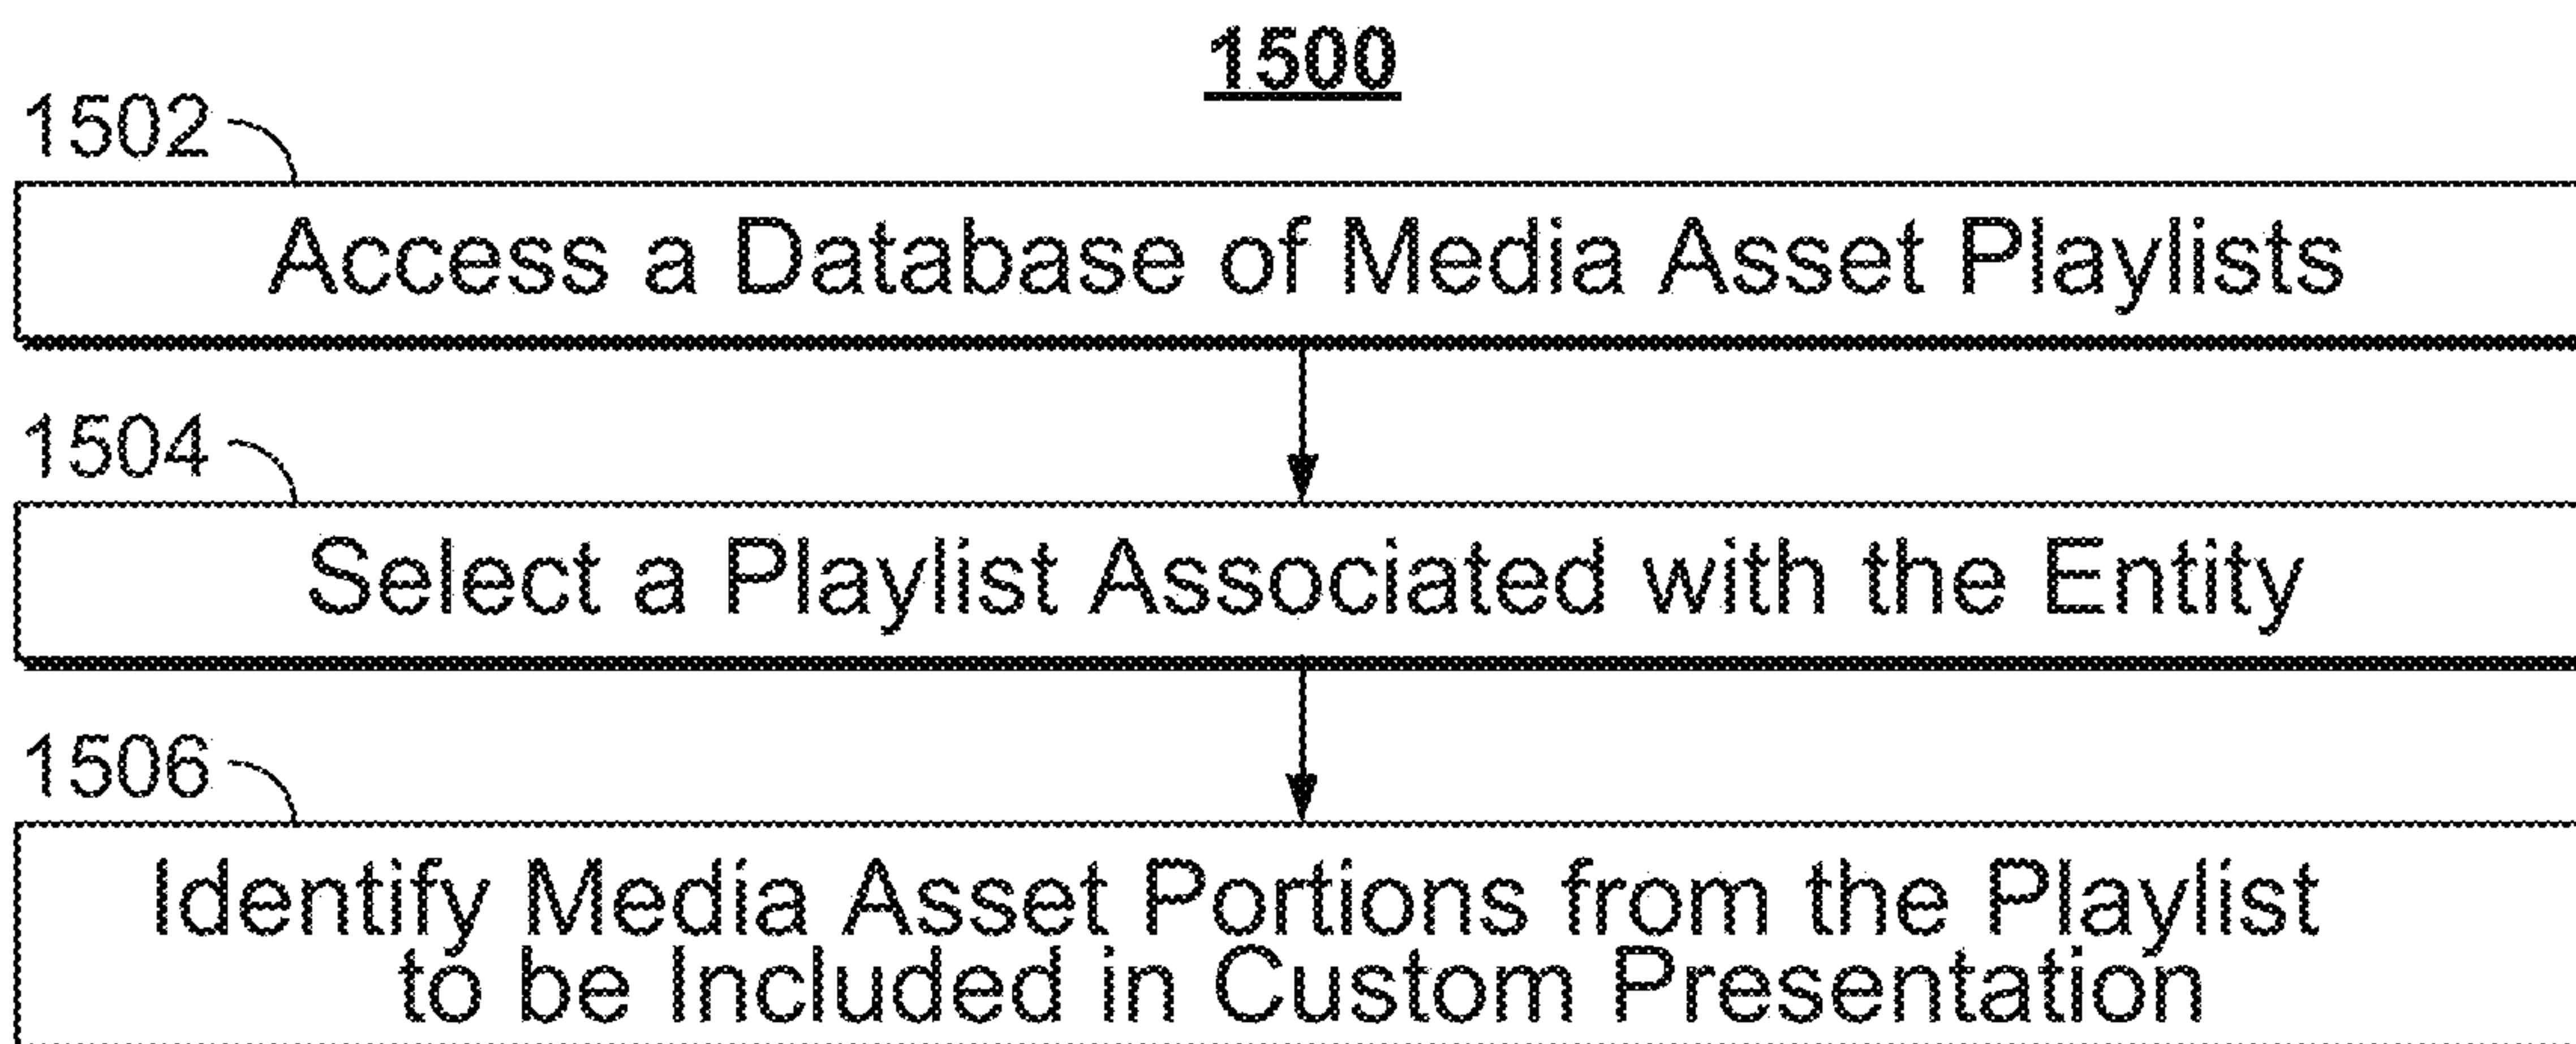 1500
1502
Access a Database of Media Asset Playlists
1504
Select a Playlist Associated with the Entity
1506
Identify Media Asset Portions from the Playlist
to be Included in Custom Presentation